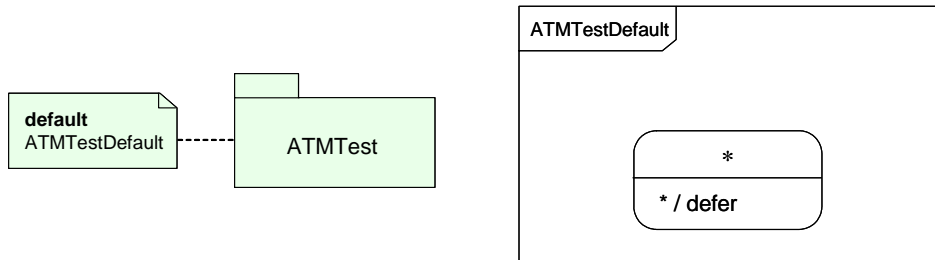 default
ATMTestDefault
ATMTest
ATMTestDefault
*
* / defer